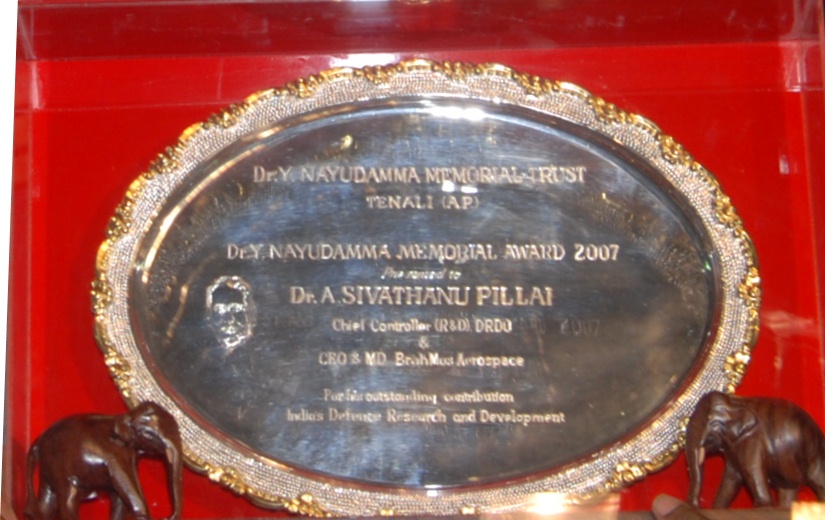 Dr.Y. NAYUDAMMA MEMORIAL TRUST
TENALI (A.P.)
Dr.Y. NAYUDAMMA MEMORIAL AWARD 2007
Presented to
Dr. A. SIVATHANU PILLAI
Chief Controller (R&D) DRDO
&
CEO & MD BrahMos Aerospace
For his outstanding contribution
India's Defence Research and Development